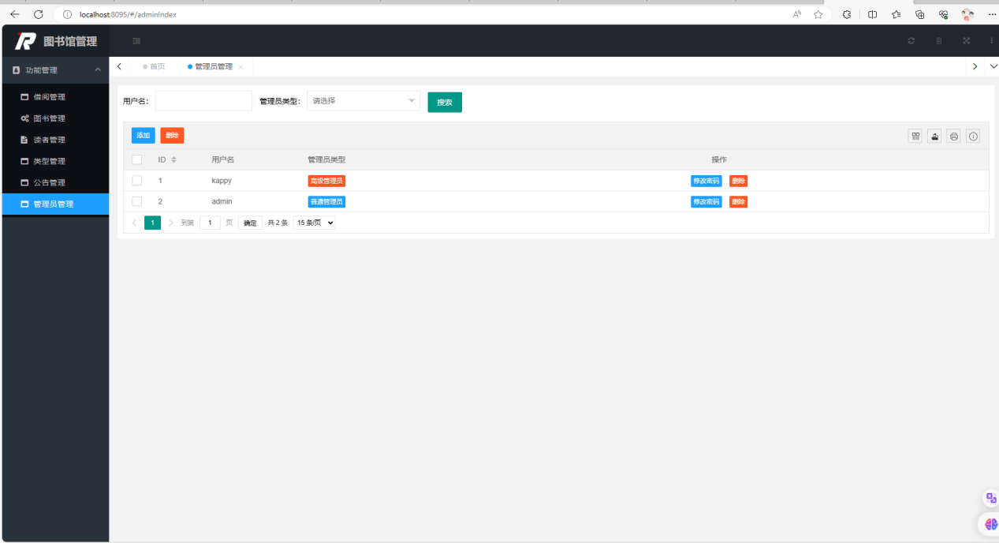 localhost:8095/#/adminIndex
图书馆管理
功能管理
借阅管理
图书管理
读者管理
类型管理
公告管理
管理员管理
首页 管理员管理
用户名: 管理员类型: 请选择 搜索
添加 删除
ID 用户名 管理员类型 操作
1 kappy 高级管理员 修改密码 删除
2 admin 普通管理员 修改密码 删除
1 到第 1 页 确定 共 2 条 15 条/页